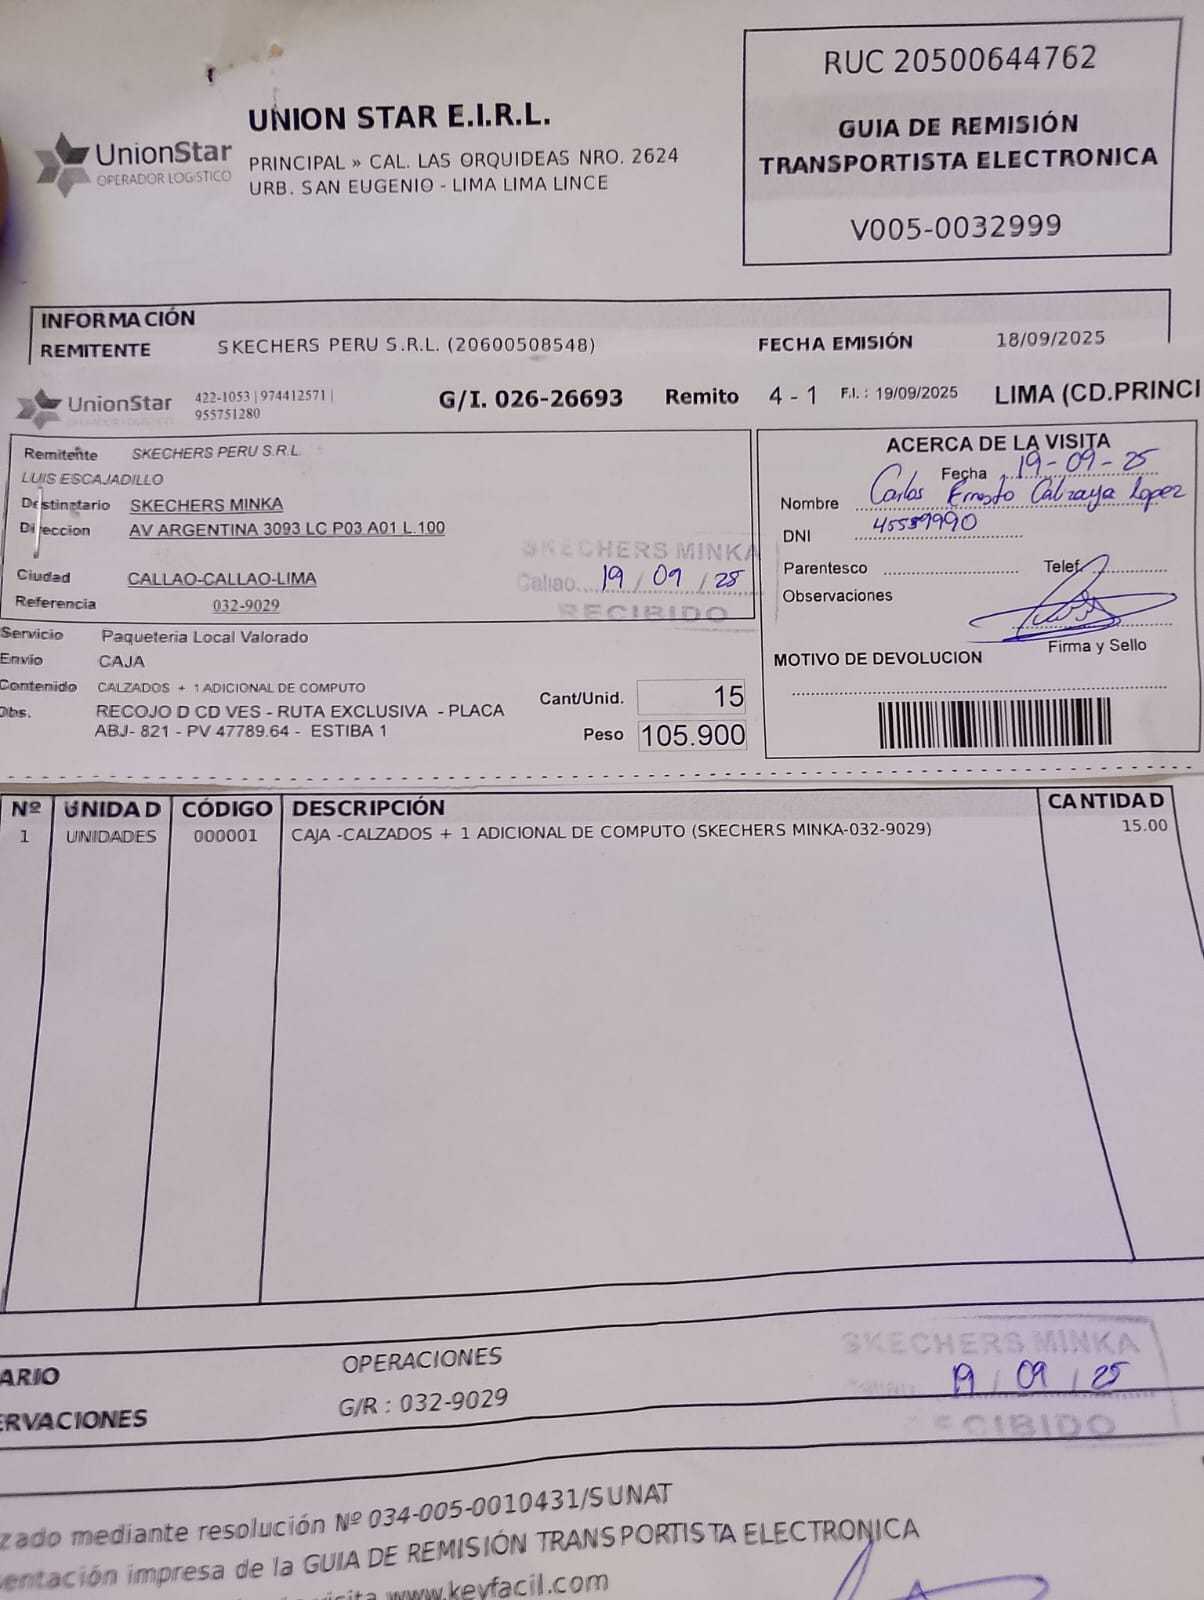 RUC 20500644762
GUIA DE REMISIÓN
TRANSPORTISTA ELECTRONICA
V005-0032999
UnionStar
OPERADOR LOGISTICO
UNION STAR E.I.R.L.
PRINCIPAL » CAL. LAS ORQUIDEAS NRO. 2624
URB. SAN EUGENIO - LIMA LIMA LINCE
INFORMACIÓN
REMITENTE SKECHERS PERU S.R.L. (20600508548) FECHA EMISIÓN 18/09/2025
UnionStar 422-1053 | 974412571 |
955751280
G/I. 026-26693 Remito 4 - 1 F.I. : 19/09/2025 LIMA (CD.PRINCI
Remitente SKECHERS PERU S.R.L.
LUIS ESCAJADILLO
Destinatario SKECHERS MINKA
Direccion AV ARGENTINA 3093 LC P03 A01 L.100
Ciudad CALLAO-CALLAO-LIMA
Referencia 032-9029
SKECHERS MINKA
Callao.... 19 / 09 / 25
RECIBIDO
ACERCA DE LA VISITA
Fecha 19-09-25
Nombre Carlos Ernesto Calzaya Lopez
DNI 45559990
Parentesco Telef.
Observaciones
Firma y Sello
MOTIVO DE DEVOLUCION
Servicio Paqueteria Local Valorado
Envio CAJA
Contenido CALZADOS + 1 ADICIONAL DE COMPUTO
Obs. RECOJO D CD VES - RUTA EXCLUSIVA - PLACA
ABJ- 821 - PV 47789.64 - ESTIBA 1
Cant/Unid. 15
Peso 105.900
Nº UNIDAD CÓDIGO DESCRIPCIÓN CANTIDAD
1 UNIDADES 000001 CAJA -CALZADOS + 1 ADICIONAL DE COMPUTO (SKECHERS MINKA-032-9029) 15.00
ARIO OPERACIONES
ERVACIONES G/R : 032-9029
SKECHERS MINKA
Callao 19 / 09 / 25
RECIBIDO
zado mediante resolución Nº 034-005-0010431/SUNAT
entación impresa de la GUIA DE REMISIÓN TRANSPORTISTA ELECTRONICA
visita www.keyfacil.com